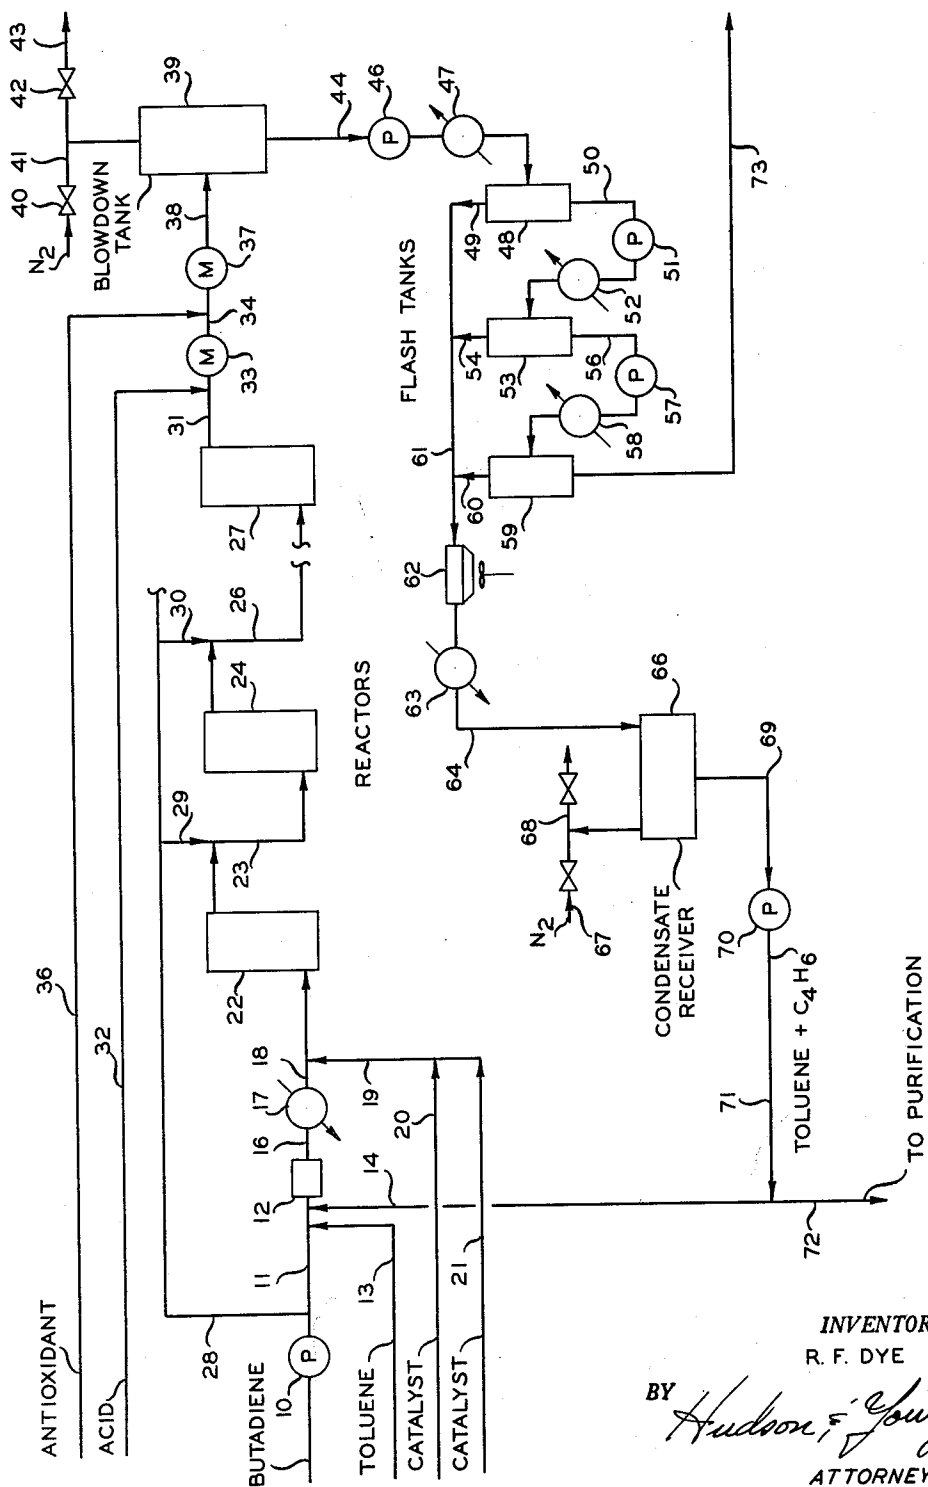 ANTIOXIDANT
36
ACID
32
28
29
30
BUTADIENE
10
P
11
12
16
17
18
22
23
24
26
27
31
M
33
34
M
37
38
39
BLOWDOWN
TANK
N2
40
41
42
43
44
P
46
47
TOLUENE
13
14
CATALYST
20
19
CATALYST
21
REACTORS
FLASH TANKS
48
49
50
P
51
52
53
54
56
P
57
58
59
60
61
62
63
64
66
CONDENSATE
RECEIVER
N2
67
68
69
P
70
71
TOLUENE + C4H6
72
TO PURIFICATION
73
INVENTOR
R. F. DYE
BY
Hudson &
ATTORNEY